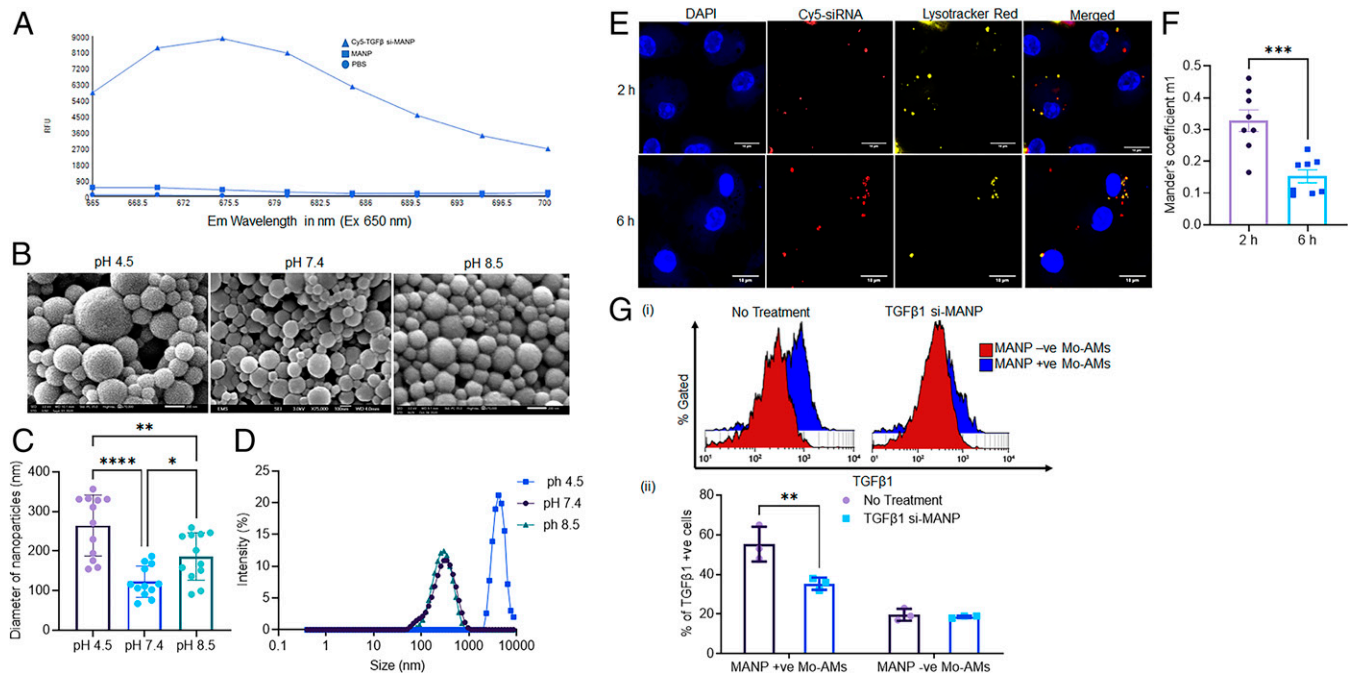 A
9000
8100
7200
6300
5400
4500
3600
2700
1800
900
0
RFU
Cy5-TGFβ si-MANP
MANP
PBS
655 668.5 672 675.5 679 682.5 686 689.5 693 696.5 700
Em Wavelength in nm (Ex 650 nm)
B
pH 4.5 pH 7.4 pH 8.5
C
** 
**** *
400
300
200
100
0
Diameter of nanoparticles (nm)
pH 4.5 pH 7.4 pH 8.5
D
25
20
15
10
5
0
Intensity (%)
ph 4.5
pH 7.4
ph 8.5
0.1 1 10 100 1000 10000
Size (nm)
E
DAPI Cy5-siRNA Lysotracker Red Merged
2 h
6 h
F
***
0.5
0.4
0.3
0.2
0.1
0.0
Mander's coefficient m1
2 h 6 h
G (i)
No Treatment TGFβ1 si-MANP
MANP –ve Mo-AMs
MANP +ve Mo-AMs
% Gated
10¹ 10² 10³ 10⁴ 10¹ 10² 10³ 10⁴
TGFβ1
(ii)
80
60
40
20
0
% of TGFβ1 +ve cells
**
No Treatment
TGFβ1 si-MANP
MANP +ve Mo-AMs MANP -ve Mo-AMs